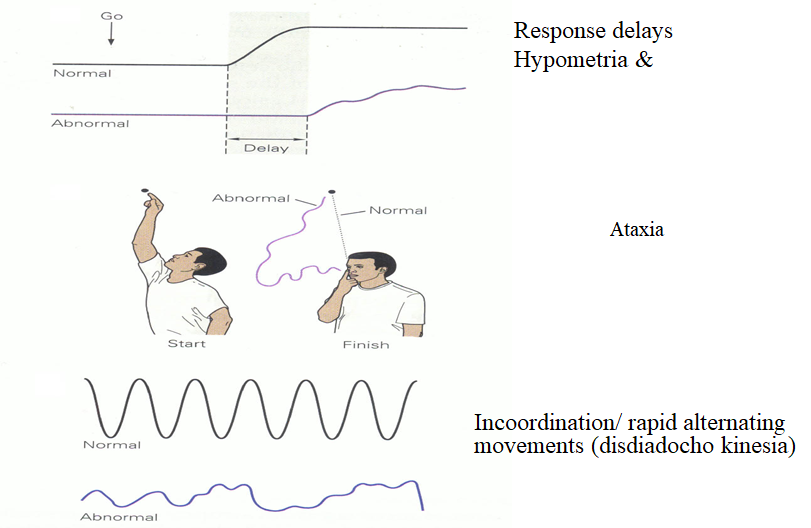 Go
Response delays
Hypometria &
Normal
Abnormal
Delay
Abnormal
Normal
Ataxia
Start
Finish
Incoordination/ rapid alternating
movements (disdiadocho kinesia)
Normal
Abnormal